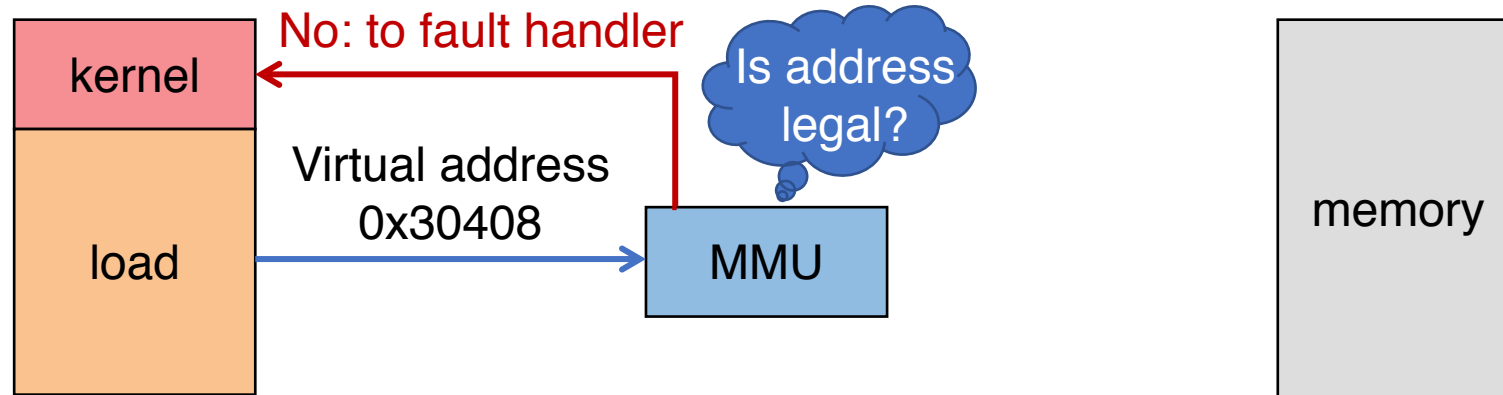 No: to fault handler
kernel
Is address
legal?
Virtual address
0x30408
load
MMU
memory